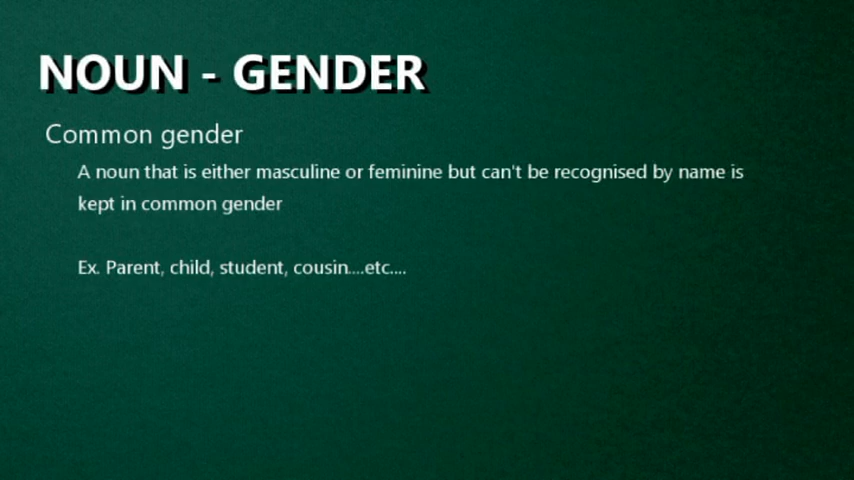 NOUN - GENDER
Common gender
A noun that is either masculine or feminine but can't be recognised by name is
kept in common gender
Ex. Parent, child, student, cousin....etc....